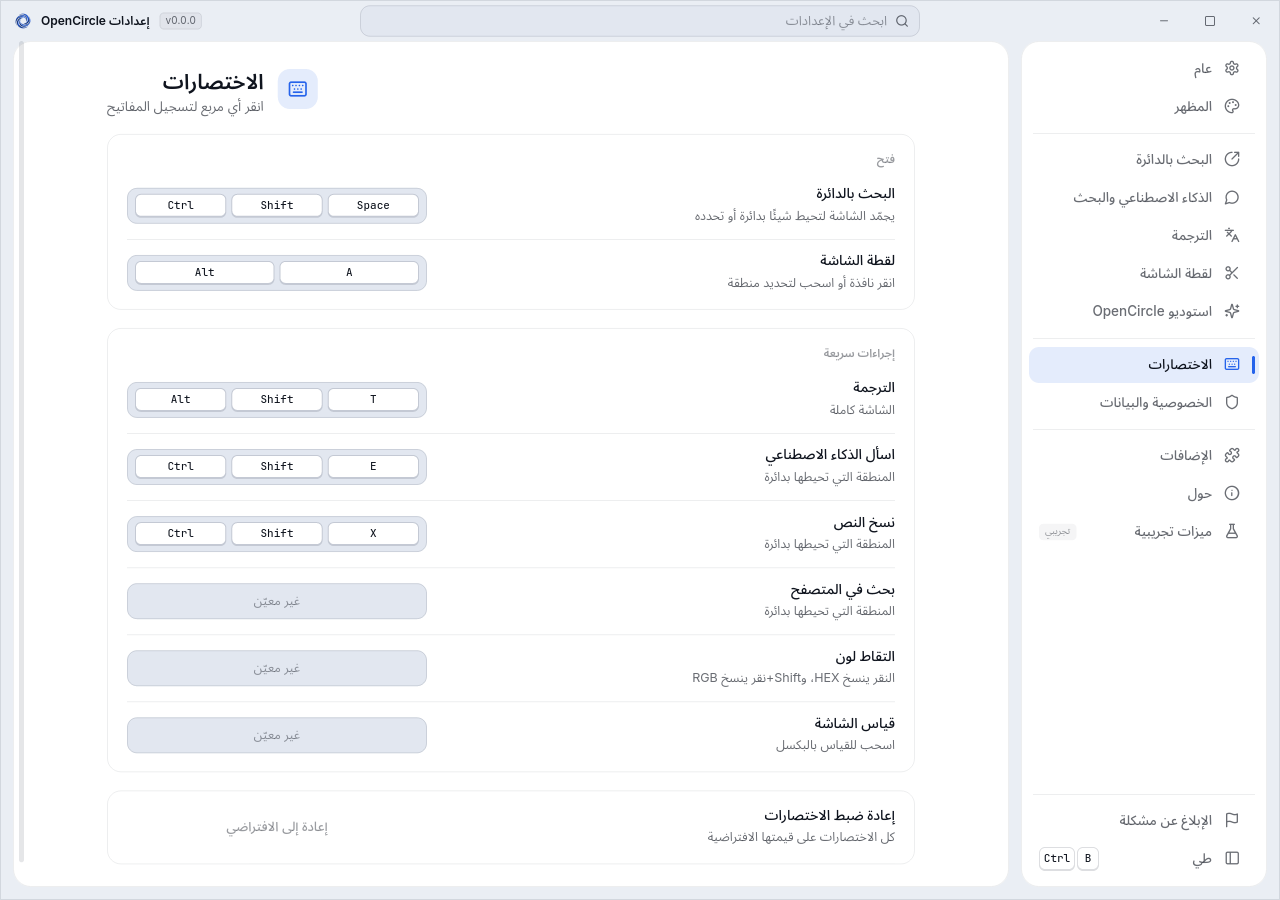 إعدادات OpenCircle
v0.0.0
ابحث في الإعدادات
عام
المظهر
البحث بالدائرة
الذكاء الاصطناعي والبحث
الترجمة
لقطة الشاشة
استوديو OpenCircle
الاختصارات
الخصوصية والبيانات
الإضافات
حول
ميزات تجريبية
تجريبي
الإبلاغ عن مشكلة
طي
Ctrl B
الاختصارات
انقر أي مربع لتسجيل المفاتيح
فتح
البحث بالدائرة
يجمّد الشاشة لتحيط شيئًا بدائرة أو تحدده
Ctrl Shift Space
لقطة الشاشة
انقر نافذة أو اسحب لتحديد منطقة
Alt A
إجراءات سريعة
الترجمة
الشاشة كاملة
Alt Shift T
اسأل الذكاء الاصطناعي
المنطقة التي تحيطها بدائرة
Ctrl Shift E
نسخ النص
المنطقة التي تحيطها بدائرة
Ctrl Shift X
بحث في المتصفح
المنطقة التي تحيطها بدائرة
غير معيّن
التقاط لون
النقر ينسخ HEX، وShift+نقر ينسخ RGB
غير معيّن
قياس الشاشة
اسحب للقياس بالبكسل
غير معيّن
إعادة ضبط الاختصارات
كل الاختصارات على قيمتها الافتراضية
إعادة إلى الافتراضي